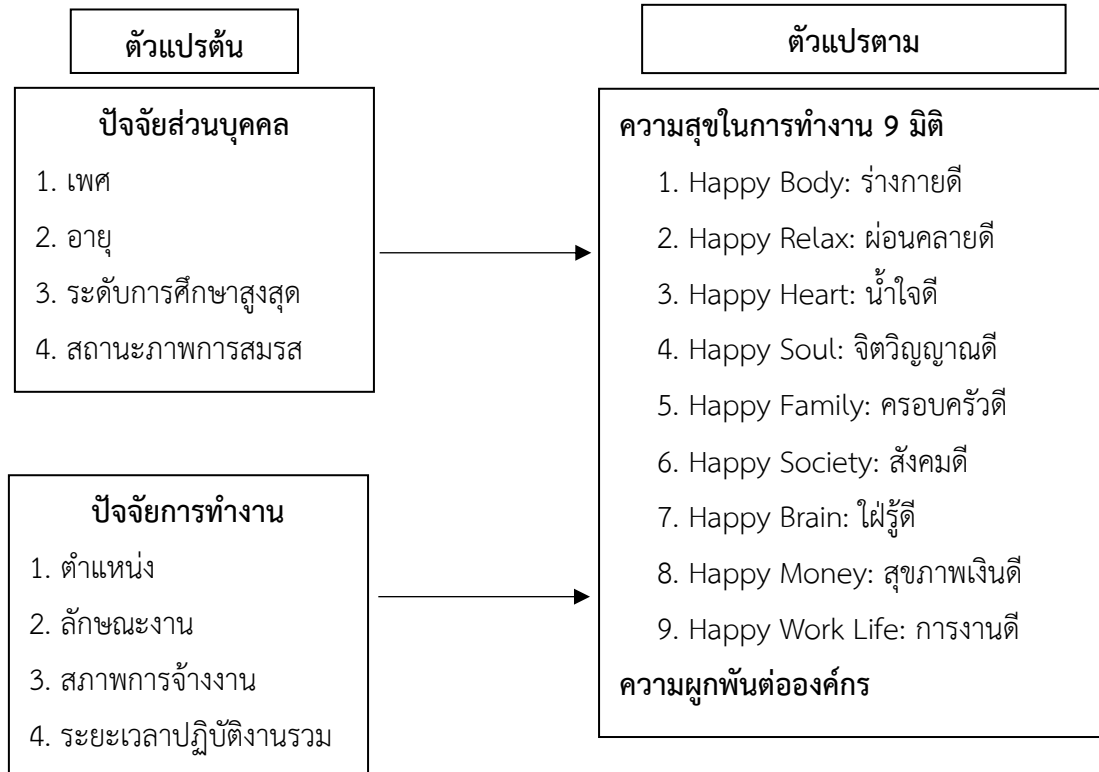 ตัวแปรต้น
ปัจจัยส่วนบุคคล
1. เพศ
2. อายุ
3. ระดับการศึกษาสูงสุด
4. สถานะภาพการสมรส
ปัจจัยการทำงาน
1. ตำแหน่ง
2. ลักษณะงาน
3. สภาพการจ้างงาน
4. ระยะเวลาปฏิบัติงานรวม
ตัวแปรตาม
ความสุขในการทำงาน 9 มิติ
1. Happy Body: ร่างกายดี
2. Happy Relax: ผ่อนคลายดี
3. Happy Heart: น้ำใจดี
4. Happy Soul: จิตวิญญาณดี
5. Happy Family: ครอบครัวดี
6. Happy Society: สังคมดี
7. Happy Brain: ใฝ่รู้ดี
8. Happy Money: สุขภาพเงินดี
9. Happy Work Life: การงานดี
ความผูกพันต่อองค์กร